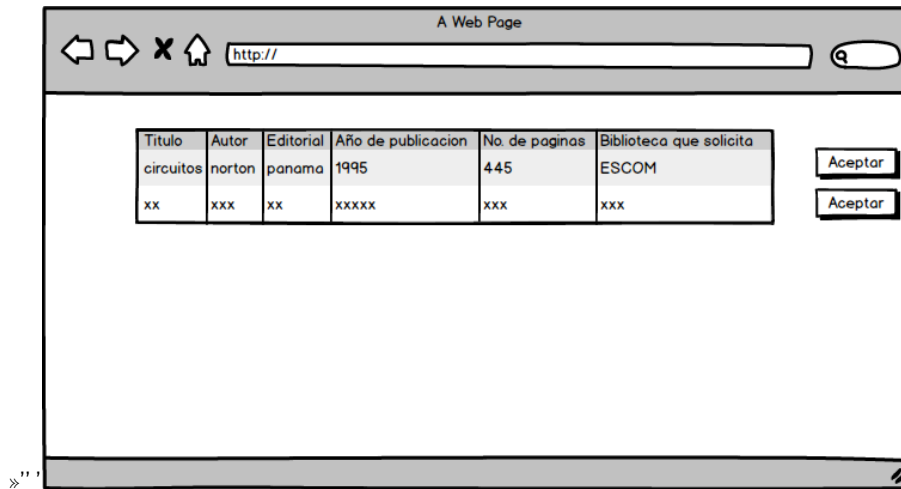 A Web Page
http://
Titulo Autor Editorial Año de publicacion No. de paginas Biblioteca que solicita
circuitos norton panama 1995 445 ESCOM Aceptar
xx xxx xx xxxxx xxx xxx Aceptar
»’’ ’